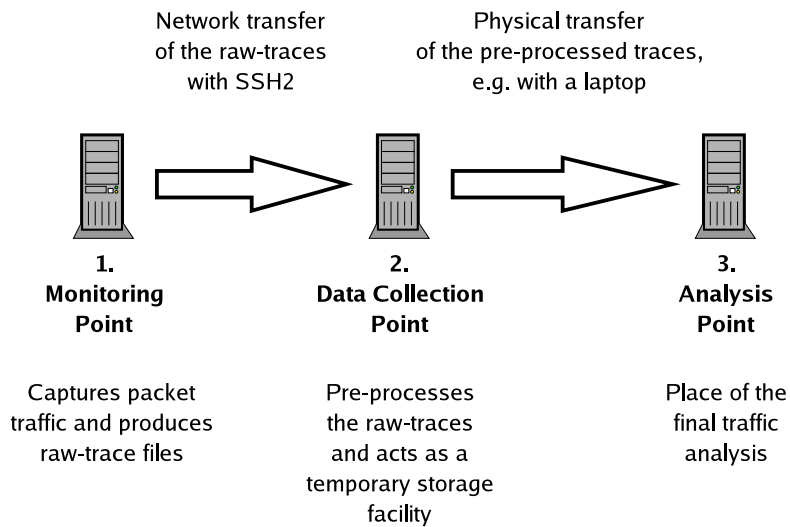 Network transfer
of the raw-traces
with SSH2
Physical transfer
of the pre-processed traces,
e.g. with a laptop
1.
Monitoring
Point
2.
Data Collection
Point
3.
Analysis
Point
Captures packet
traffic and produces
raw-trace files
Pre-processes
the raw-traces
and acts as a
temporary storage
facility
Place of the
final traffic
analysis